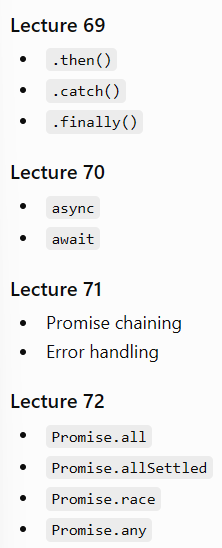 Lecture 69
.then()
.catch()
.finally()
Lecture 70
async
await
Lecture 71
Promise chaining
Error handling
Lecture 72
Promise.all
Promise.allSettled
Promise.race
Promise.any